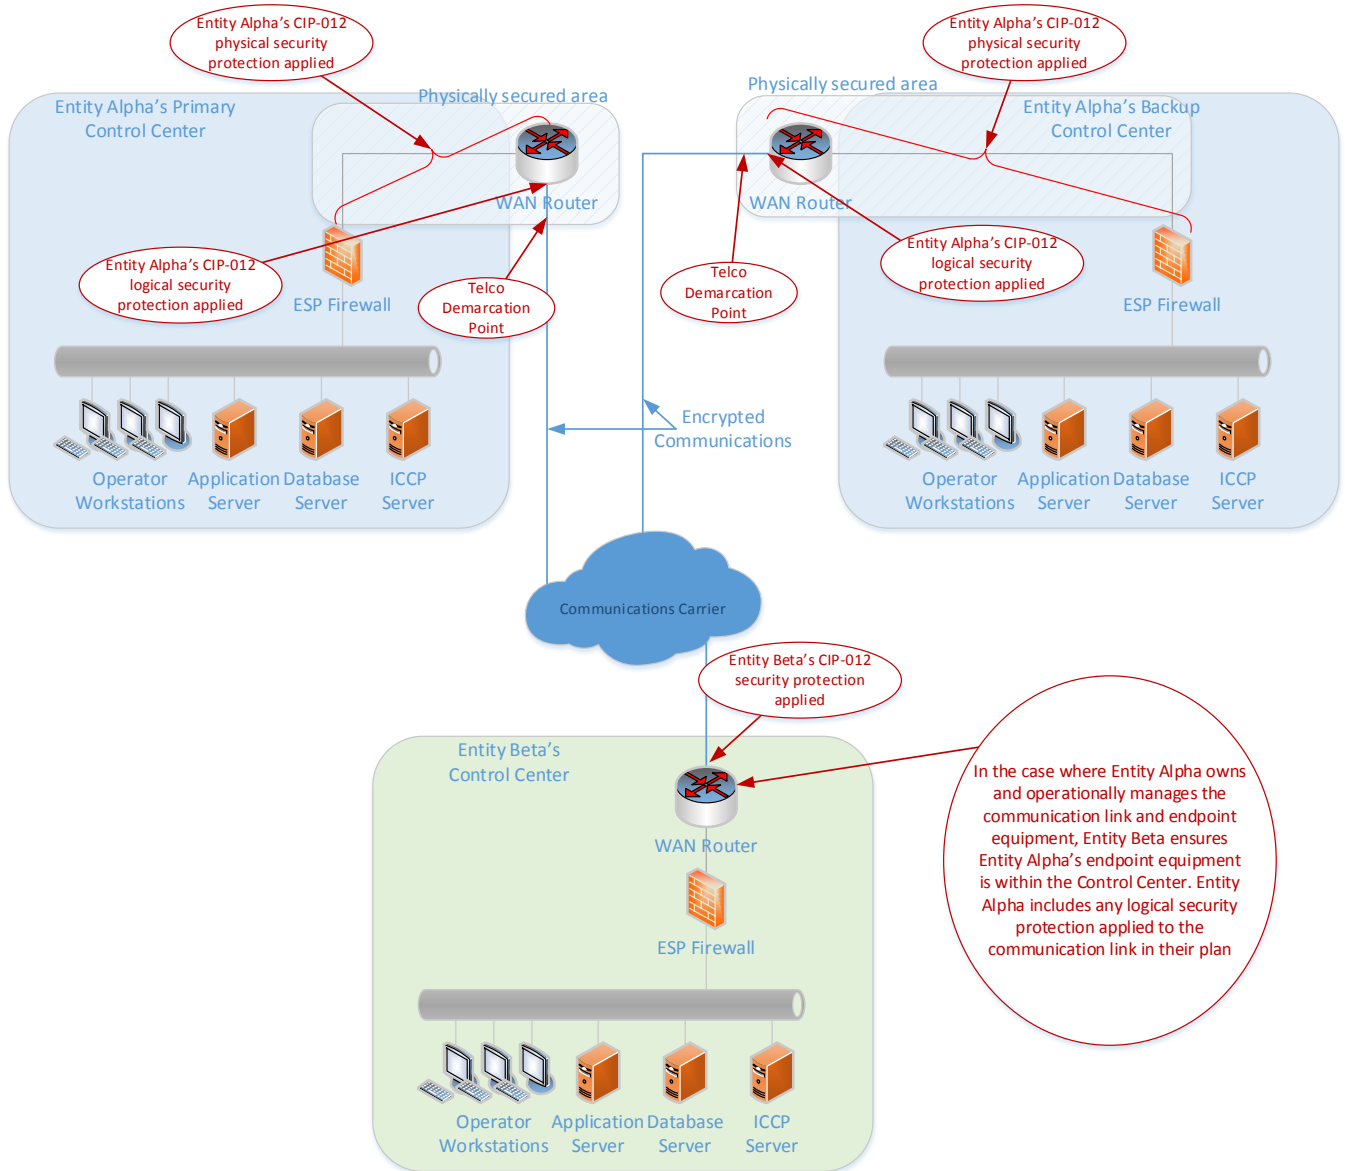 Entity Alpha's CIP-012
physical security
protection applied
Entity Alpha's CIP-012
physical security
protection applied
Physically secured area
Physically secured area
Entity Alpha's Primary
Control Center
Entity Alpha's Backup
Control Center
WAN Router
WAN Router
Entity Alpha's CIP-012
logical security
protection applied
Telco
Demarcation
Point
Telco
Demarcation
Point
Entity Alpha's CIP-012
logical security
protection applied
ESP Firewall
ESP Firewall
Encrypted
Communications
Operator
Workstations
Application
Server
Database
Server
ICCP
Server
Operator
Workstations
Application
Server
Database
Server
ICCP
Server
Communications Carrier
Entity Beta's CIP-012
security protection
applied
Entity Beta's
Control Center
WAN Router
ESP Firewall
In the case where Entity Alpha owns
and operationally manages the
communication link and endpoint
equipment, Entity Beta ensures
Entity Alpha's endpoint equipment
is within the Control Center. Entity
Alpha includes any logical security
protection applied to the
communication link in their plan
Operator
Workstations
Application
Server
Database
Server
ICCP
Server